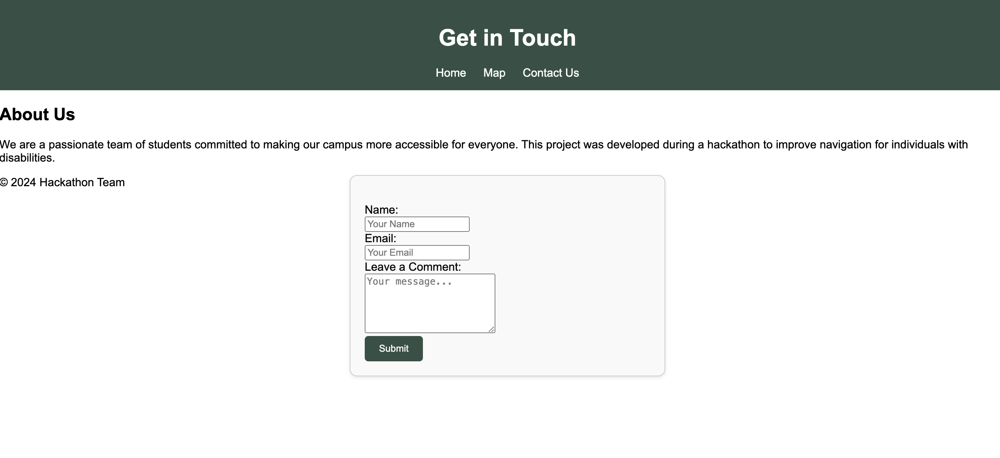 Get in Touch
Home Map Contact Us
About Us
We are a passionate team of students committed to making our campus more accessible for everyone. This project was developed during a hackathon to improve navigation for individuals with
disabilities.
© 2024 Hackathon Team
Name:
Your Name
Email:
Your Email
Leave a Comment:
Your message...
Submit